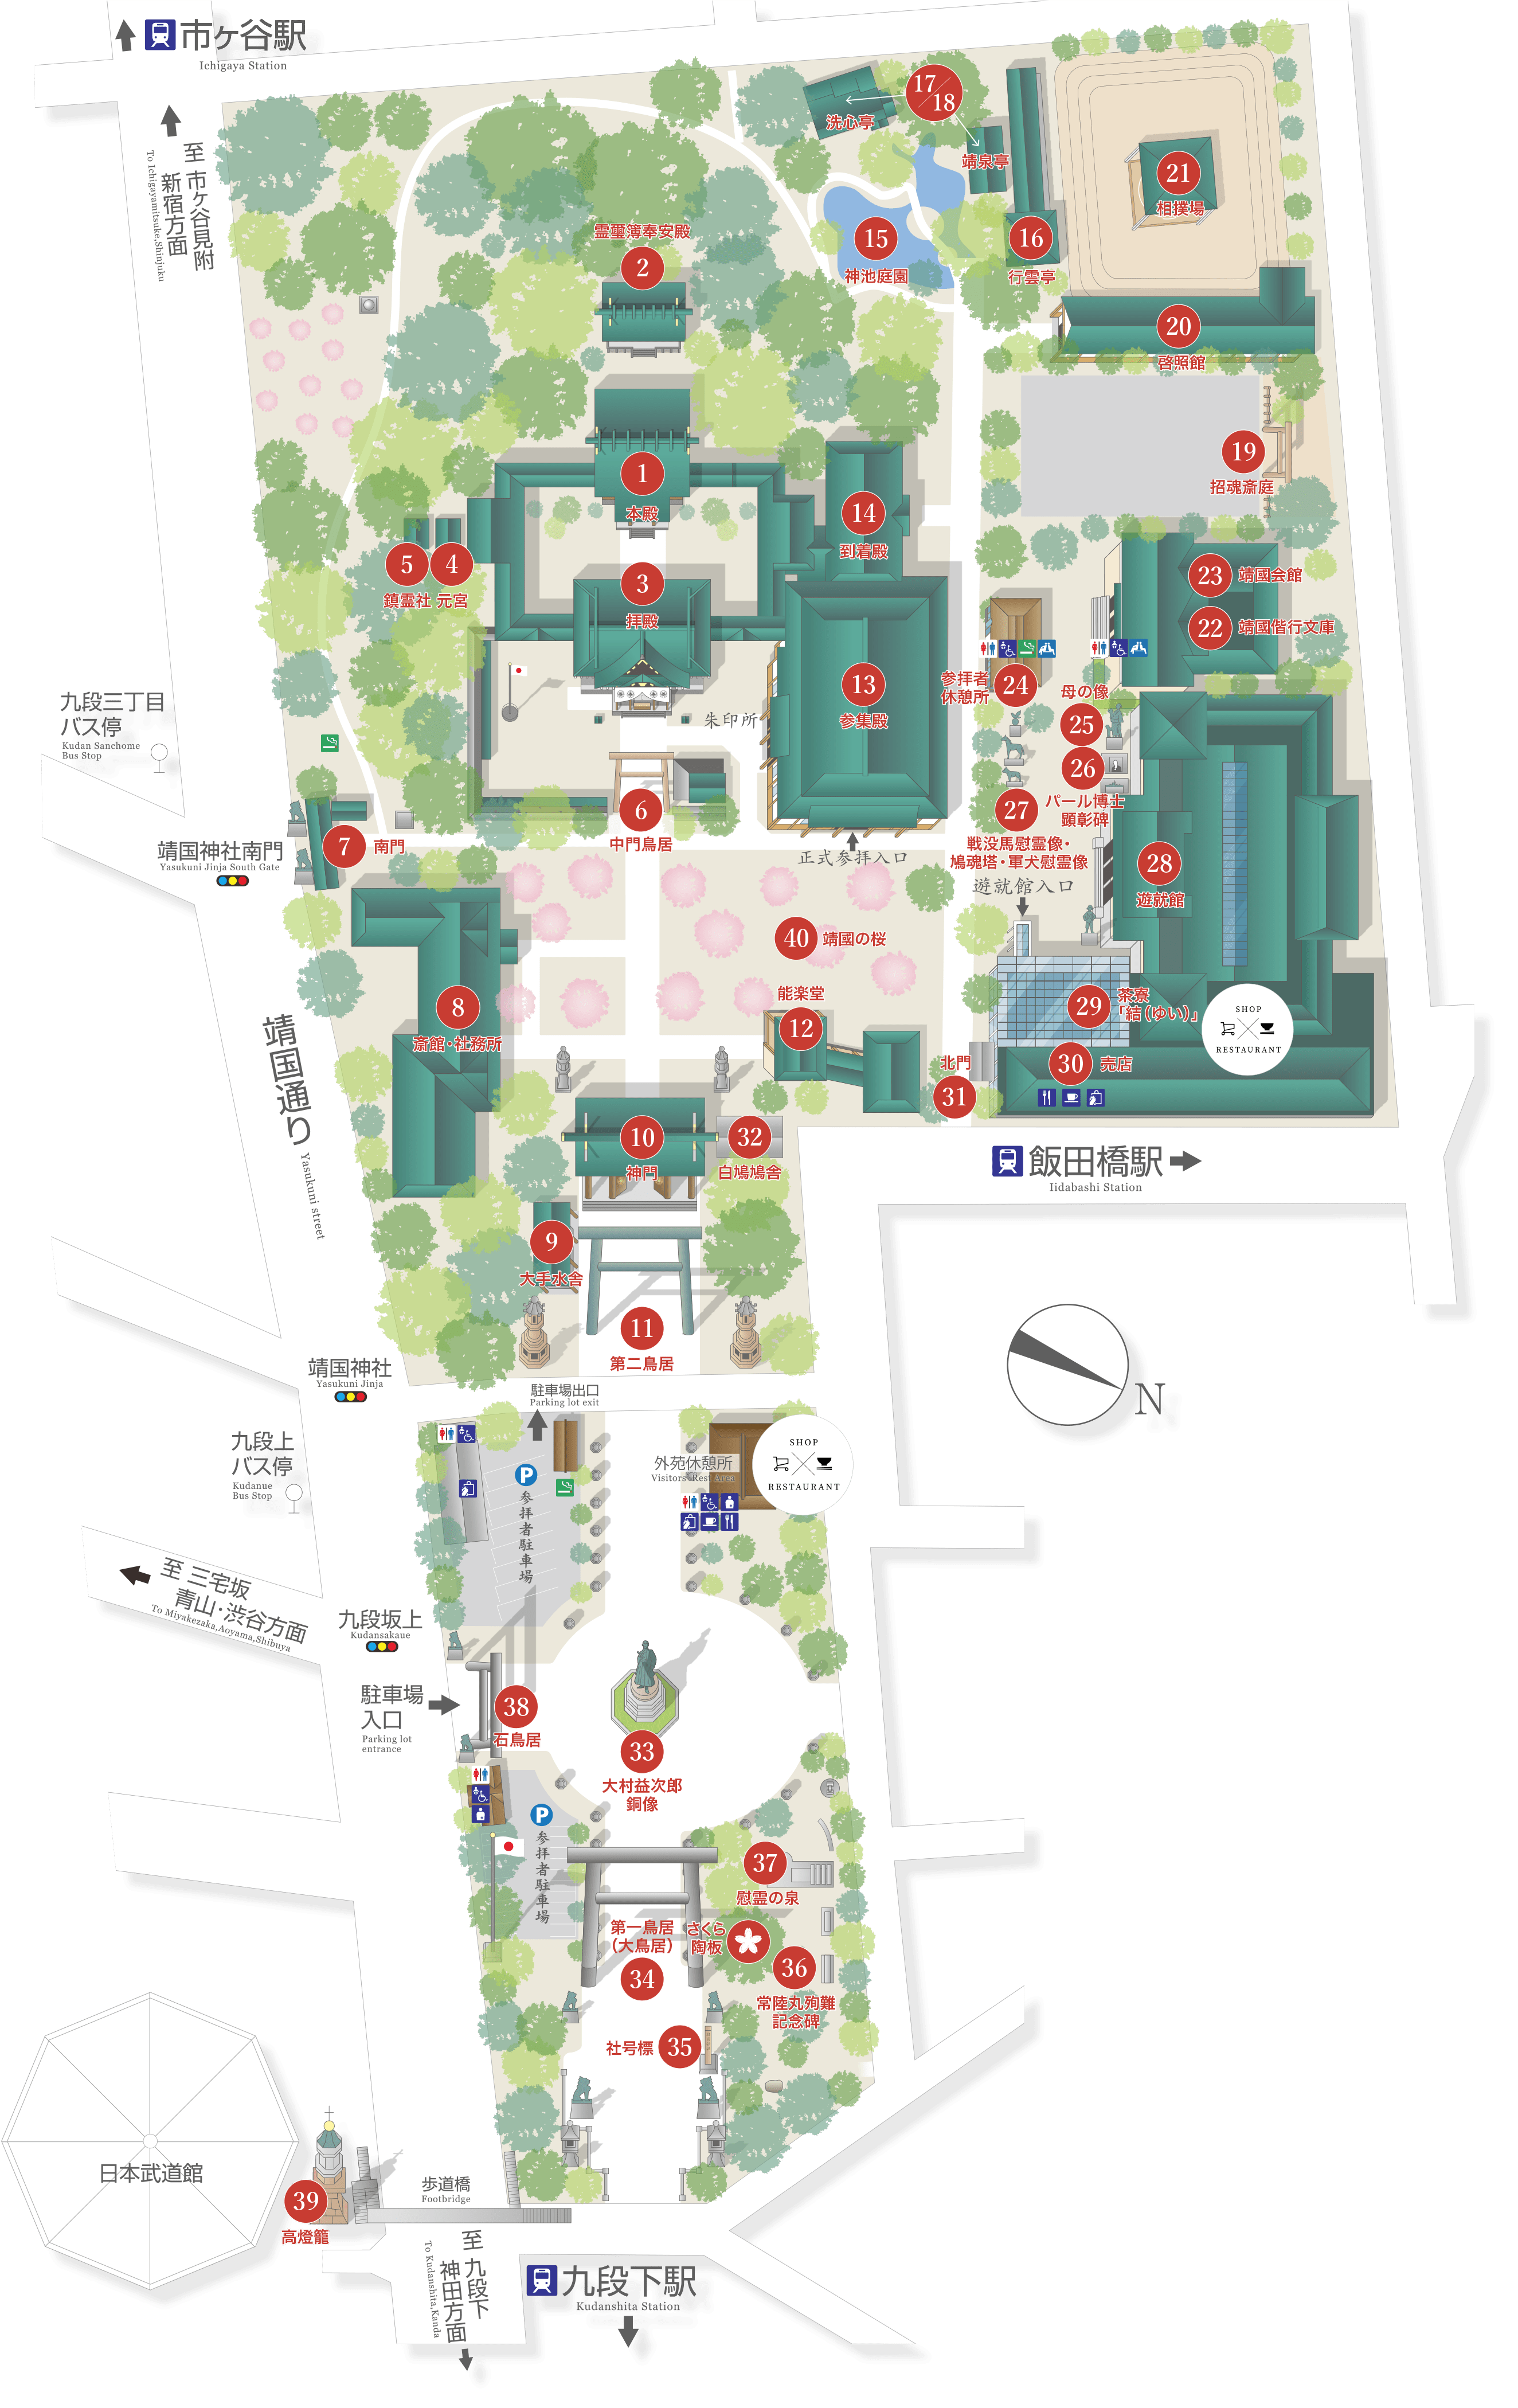 市ヶ谷駅
Ichigaya Station
至 市ヶ谷見附
新宿方面
To Ichigayamitsuke,Shinjuku
17
18
洗心亭
靖泉亭
21
相撲場
霊璽簿奉安殿
2
15
神池庭園
16
行雲亭
20
啓照館
1
本殿
14
到着殿
19
招魂斎庭
5
4
鎮霊社
元宮
3
拝殿
23
靖國会館
22
靖國偕行文庫
13
参集殿
朱印所
参拝者
休憩所
24
母の像
25
26
パール博士
顕彰碑
27
戦没馬慰霊像・
鳩魂塔・軍犬慰霊像
九段三丁目
バス停
Kudan Sanchome
Bus Stop
靖国神社南門
Yasukuni Jinja South Gate
7
南門
6
中門鳥居
正式参拝入口
遊就館入口
28
遊就館
40
靖國の桜
8
斎館・社務所
能楽堂
12
29
茶寮
「結(ゆい)」
SHOP
RESTAURANT
30
売店
北門
31
靖国通り
Yasukuni street
10
神門
32
白鳩鳩舎
飯田橋駅
Iidabashi Station
9
大手水舎
11
第二鳥居
N
靖国神社
Yasukuni Jinja
駐車場出口
Parking lot exit
九段上
バス停
Kudanue
Bus Stop
P
参拝者駐車場
外苑休憩所
Visitors' Rest Area
SHOP
RESTAURANT
至 三宅坂
青山・渋谷方面
To Miyakezaka,Aoyama,Shibuya
九段坂上
Kudansakaue
駐車場
入口
Parking lot
entrance
38
石鳥居
33
大村益次郎
銅像
P
参拝者駐車場
37
慰霊の泉
第一鳥居
(大鳥居)
34
さくら
陶板
36
常陸丸殉難
記念碑
社号標
35
日本武道館
39
高燈籠
歩道橋
Footbridge
至 九段下
神田方面
To Kudanshita,Kanda
九段下駅
Kudanshita Station